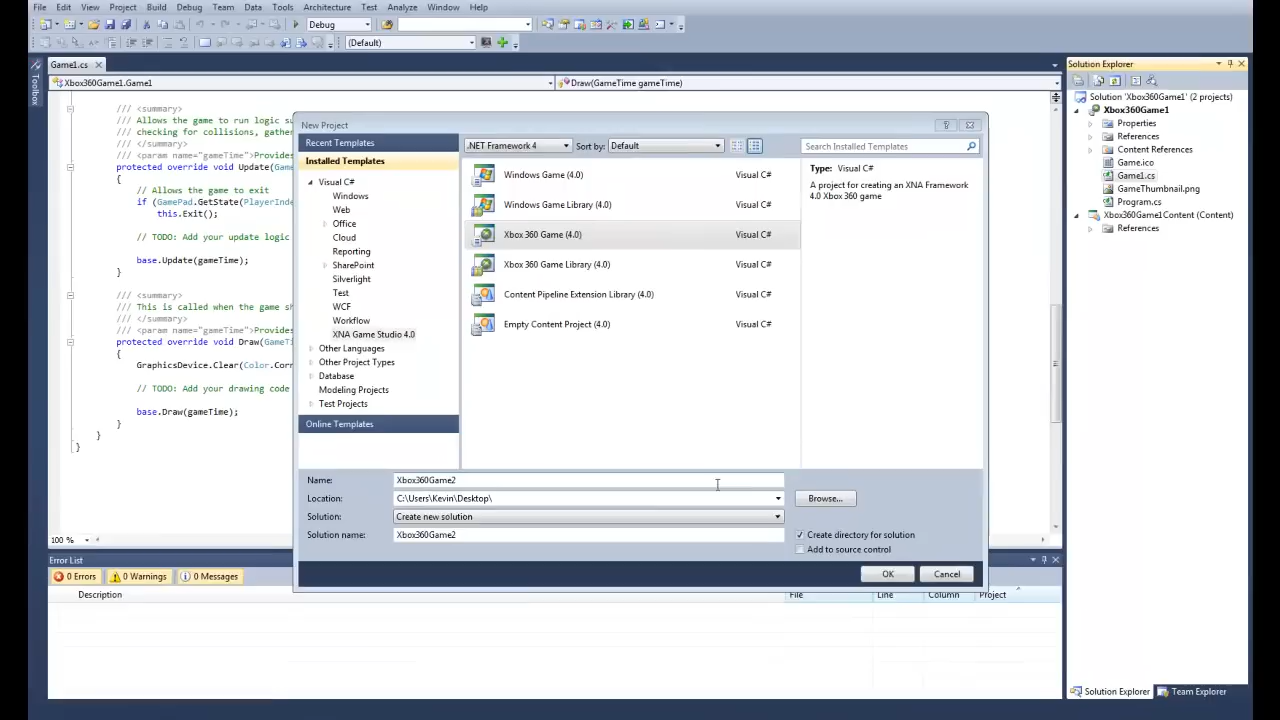 File Edit View Project Build Debug Team Data Tools Architecture Test Analyze Window Help
Debug
(Default)
Game1.cs
Solution Explorer
Toolbox
Xbox360Game1.Game1
Draw(GameTime gameTime)
Solution 'Xbox360Game1' (2 projects)
Xbox360Game1
Properties
References
Content References
Game.ico
Game1.cs
GameThumbnail.png
Program.cs
Xbox360Game1Content (Content)
References
/// <summary>
/// Allows the game to run logic su
/// checking for collisions, gather
/// </summary>
/// <param name="gameTime">Provides
protected override void Update(Game
{
// Allows the game to exit
if (GamePad.GetState(PlayerInde
this.Exit();
// TODO: Add your update logic
base.Update(gameTime);
}
/// <summary>
/// This is called when the game sh
/// </summary>
/// <param name="gameTime">Provides
protected override void Draw(GameTi
{
GraphicsDevice.Clear(Color.Corn
// TODO: Add your drawing code
base.Draw(gameTime);
}
}
}
100 %
New Project
Recent Templates
Installed Templates
Visual C#
Windows
Web
Office
Cloud
Reporting
SharePoint
Silverlight
Test
WCF
Workflow
XNA Game Studio 4.0
Other Languages
Other Project Types
Database
Modeling Projects
Test Projects
Online Templates
.NET Framework 4 Sort by: Default
Search Installed Templates
Windows Game (4.0) Visual C#
Windows Game Library (4.0) Visual C#
Xbox 360 Game (4.0) Visual C#
Xbox 360 Game Library (4.0) Visual C#
Content Pipeline Extension Library (4.0) Visual C#
Empty Content Project (4.0) Visual C#
Type: Visual C#
A project for creating an XNA Framework
4.0 Xbox 360 game
Name: Xbox360Game2
Location: C:\Users\Kevin\Desktop\ Browse...
Solution: Create new solution
Solution name: Xbox360Game2
Create directory for solution
Add to source control
OK Cancel
Error List
0 Errors 0 Warnings 0 Messages
Description File Line Column Project
Solution Explorer Team Explorer